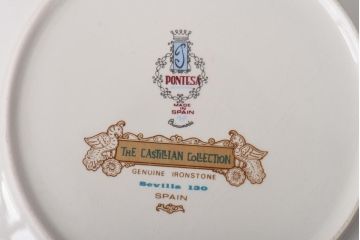 PONTESA
MADE
IN
SPAIN
THE CASTILIAN COLLECTION
GENUINE IRONSTONE
Sevilla 130
SPAIN